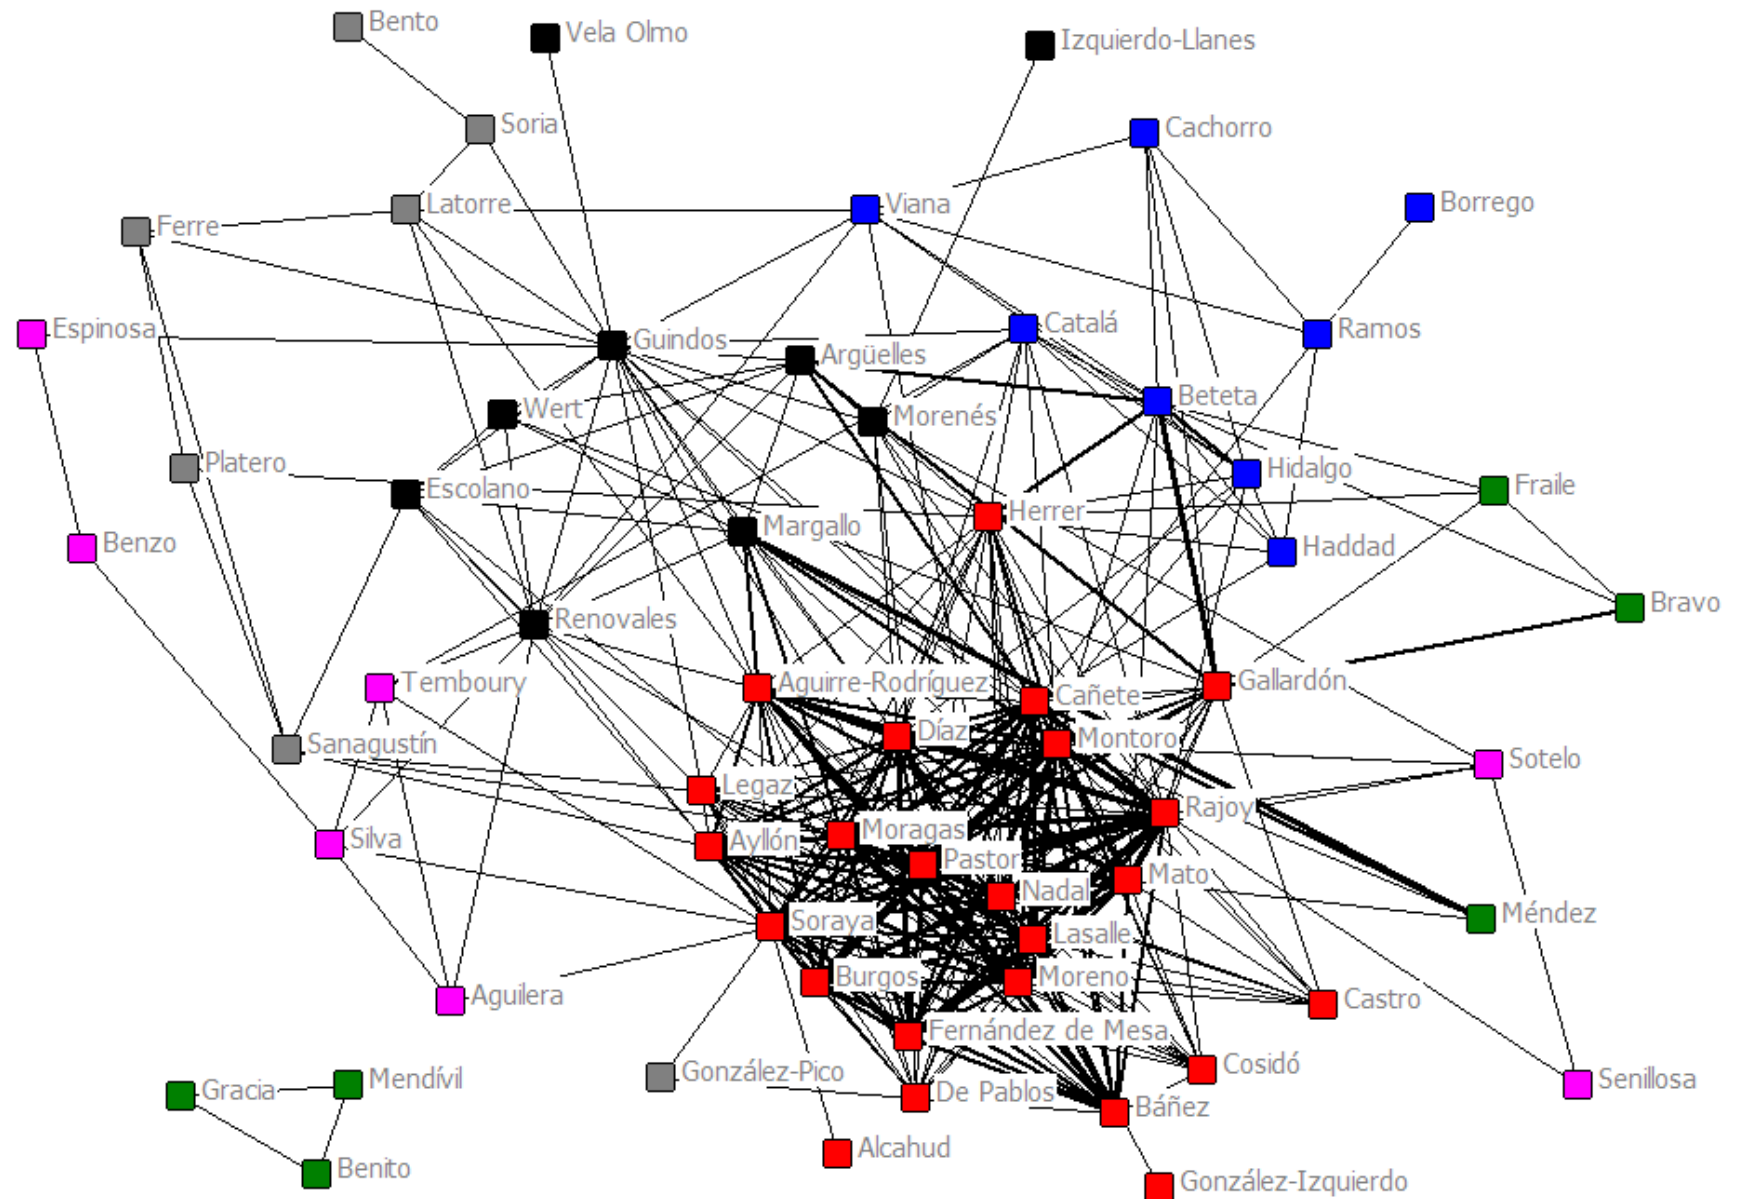 Bento
Vela Olmo
Izquierdo-Llanes
Soria
Cachorro
Latorre
Viana
Borrego
Ferre
Espinosa
Guindos
Catalá
Ramos
Argüelles
Wert
Morenés
Beteta
Platero
Escolano
Hidalgo
Fraile
Herrer
Margallo
Benzo
Haddad
Renovales
Bravo
Temboury
Aguirre-Rodríguez
Cañete
Gallardón
Sanagustín
Díaz
Montoro
Sotelo
Legaz
Rajoy
Silva
Ayllón
Moragas
Pastor
Mato
Nadal
Soraya
Lasalle
Méndez
Burgos
Moreno
Aguilera
Castro
Fernández de Mesa
Cosidó
González-Pico
Gracia
Mendívil
De Pablos
Báñez
Senillosa
Benito
Alcahud
González-Izquierdo